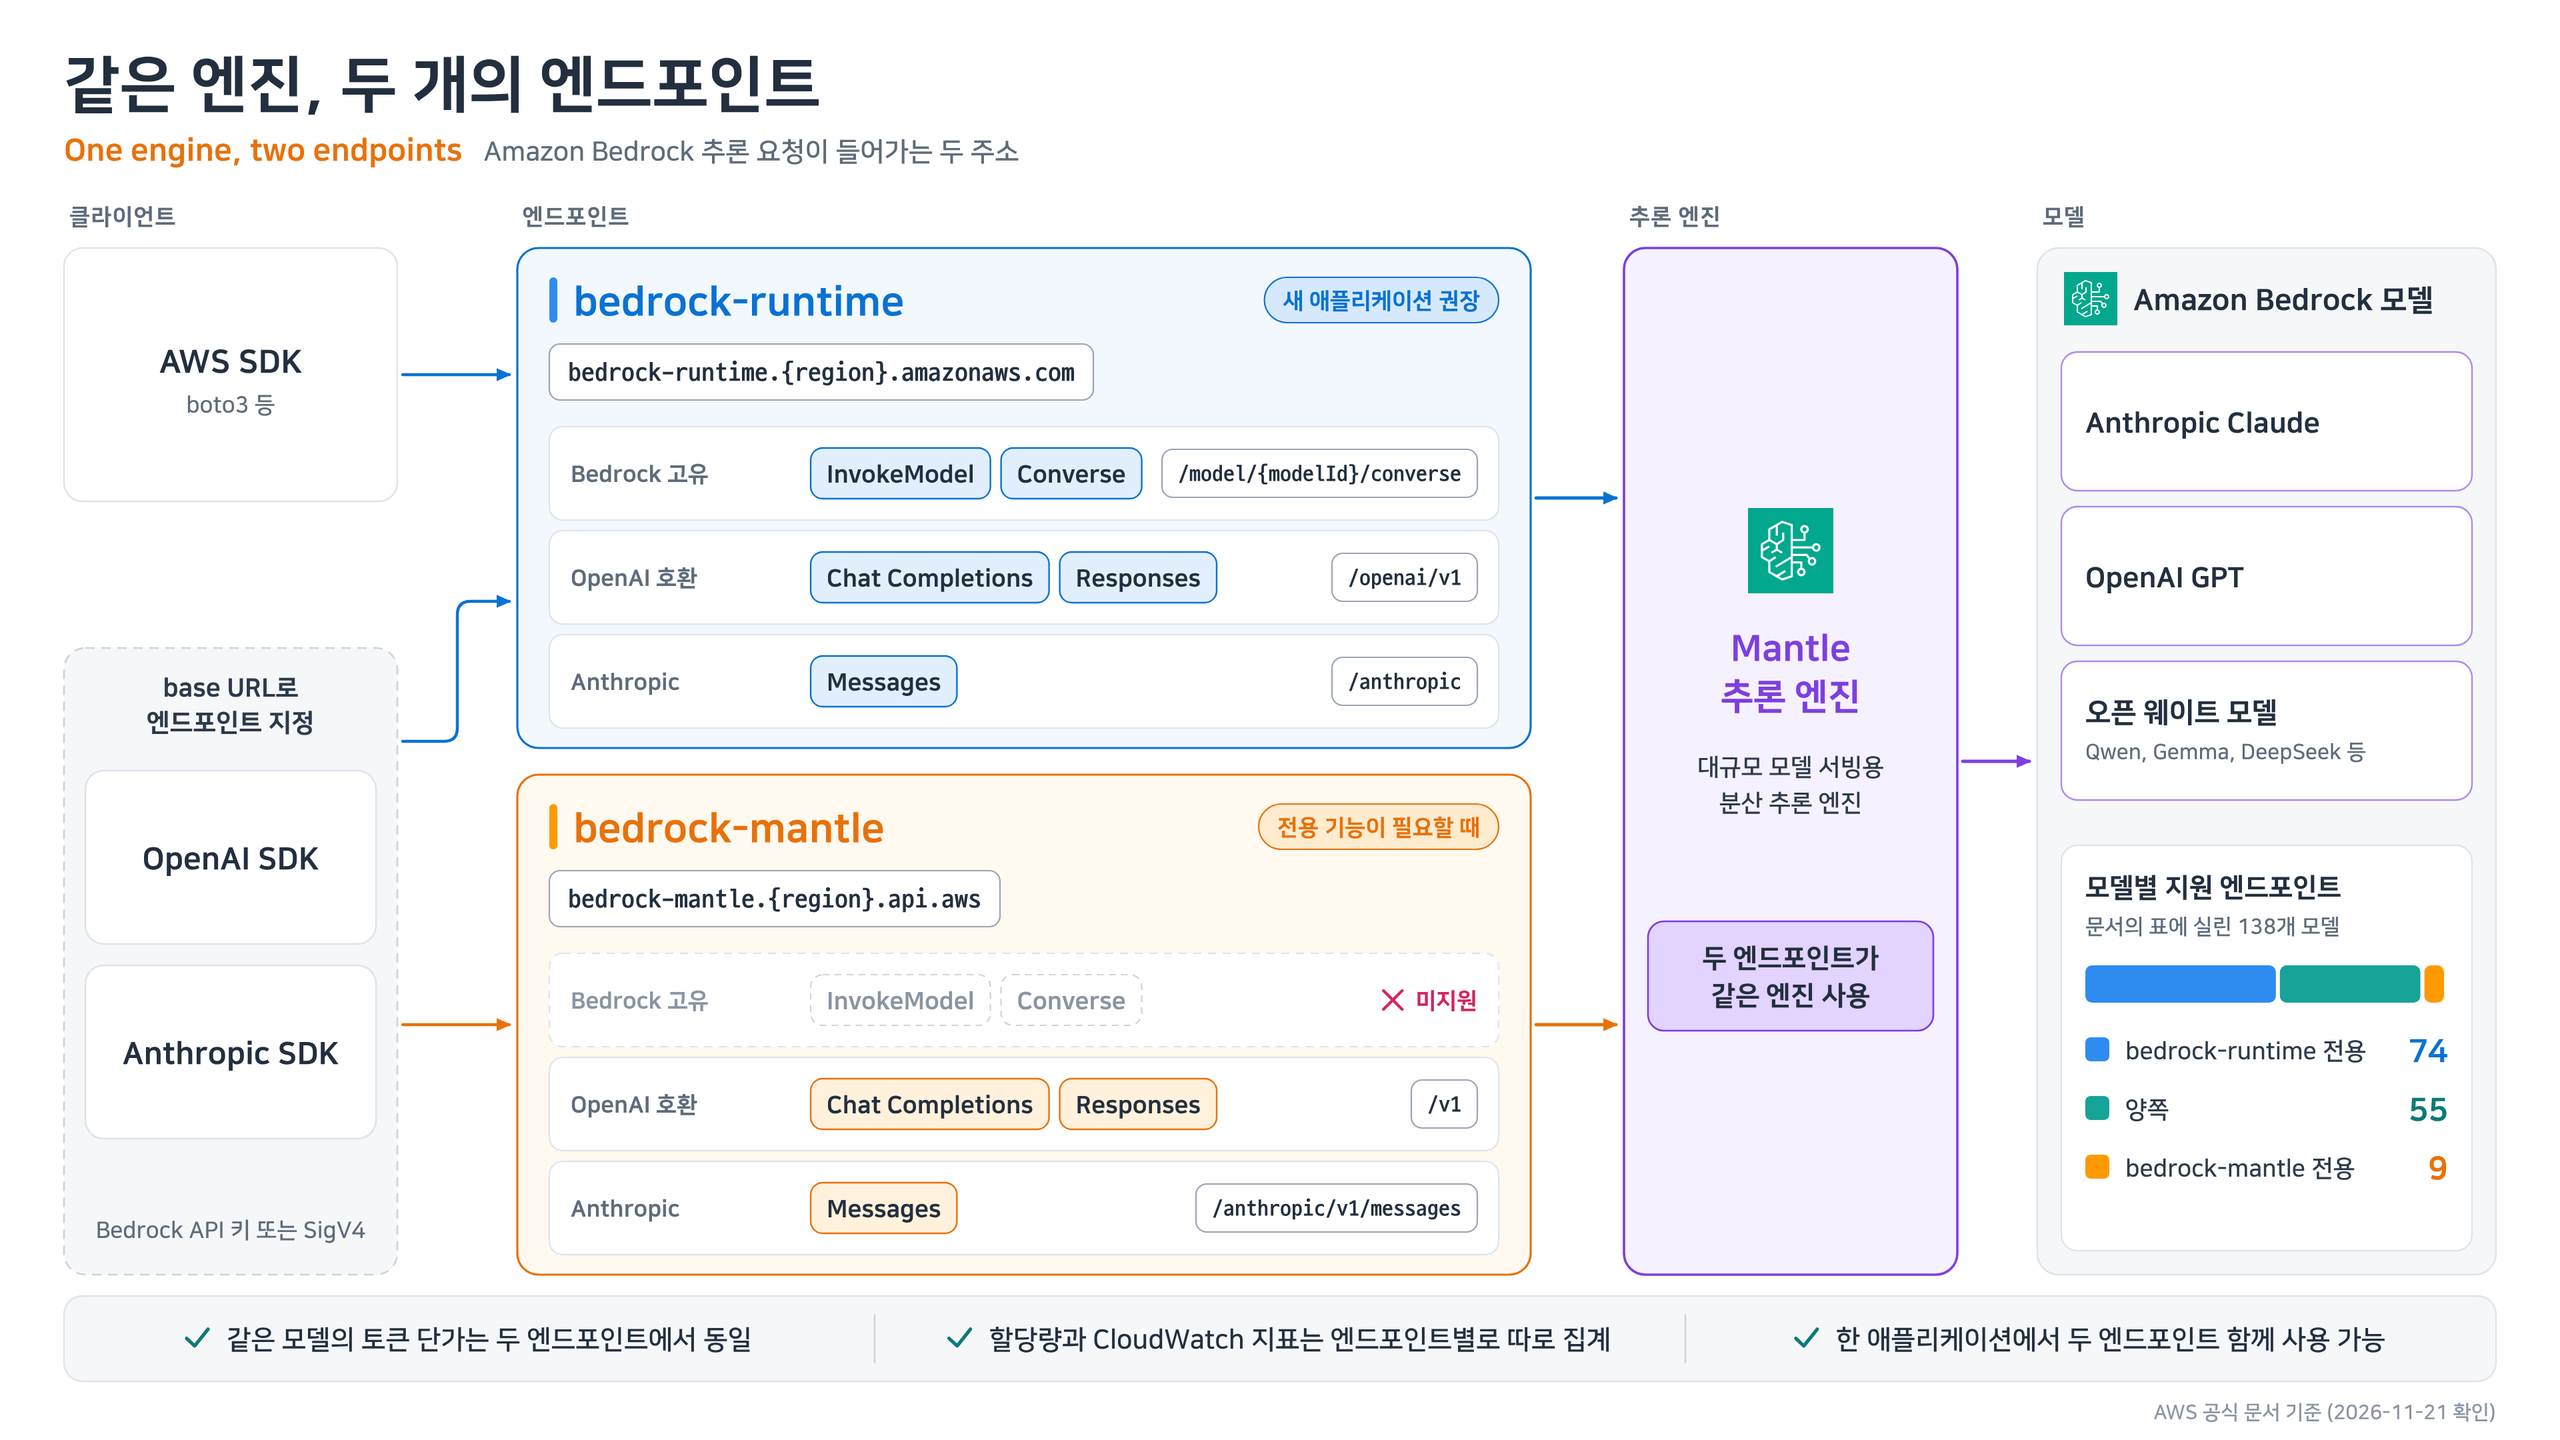 같은 엔진, 두 개의 엔드포인트
One engine, two endpoints Amazon Bedrock 추론 요청이 들어가는 두 주소
클라이언트
AWS SDK
boto3 등
base URL로
엔드포인트 지정
OpenAI SDK
Anthropic SDK
Bedrock API 키 또는 SigV4
엔드포인트
bedrock-runtime
새 애플리케이션 권장
bedrock-runtime.{region}.amazonaws.com
Bedrock 고유 InvokeModel Converse /model/{modelId}/converse
OpenAI 호환 Chat Completions Responses /openai/v1
Anthropic Messages /anthropic
bedrock-mantle
전용 기능이 필요할 때
bedrock-mantle.{region}.api.aws
Bedrock 고유 InvokeModel Converse 미지원
OpenAI 호환 Chat Completions Responses /v1
Anthropic Messages /anthropic/v1/messages
추론 엔진
Mantle
추론 엔진
대규모 모델 서빙용
분산 추론 엔진
두 엔드포인트가
같은 엔진 사용
모델
Amazon Bedrock 모델
Anthropic Claude
OpenAI GPT
오픈 웨이트 모델
Qwen, Gemma, DeepSeek 등
모델별 지원 엔드포인트
문서의 표에 실린 138개 모델
bedrock-runtime 전용 74
양쪽 55
bedrock-mantle 전용 9
같은 모델의 토큰 단가는 두 엔드포인트에서 동일
할당량과 CloudWatch 지표는 엔드포인트별로 따로 집계
한 애플리케이션에서 두 엔드포인트 함께 사용 가능
AWS 공식 문서 기준 (2026-11-21 확인)